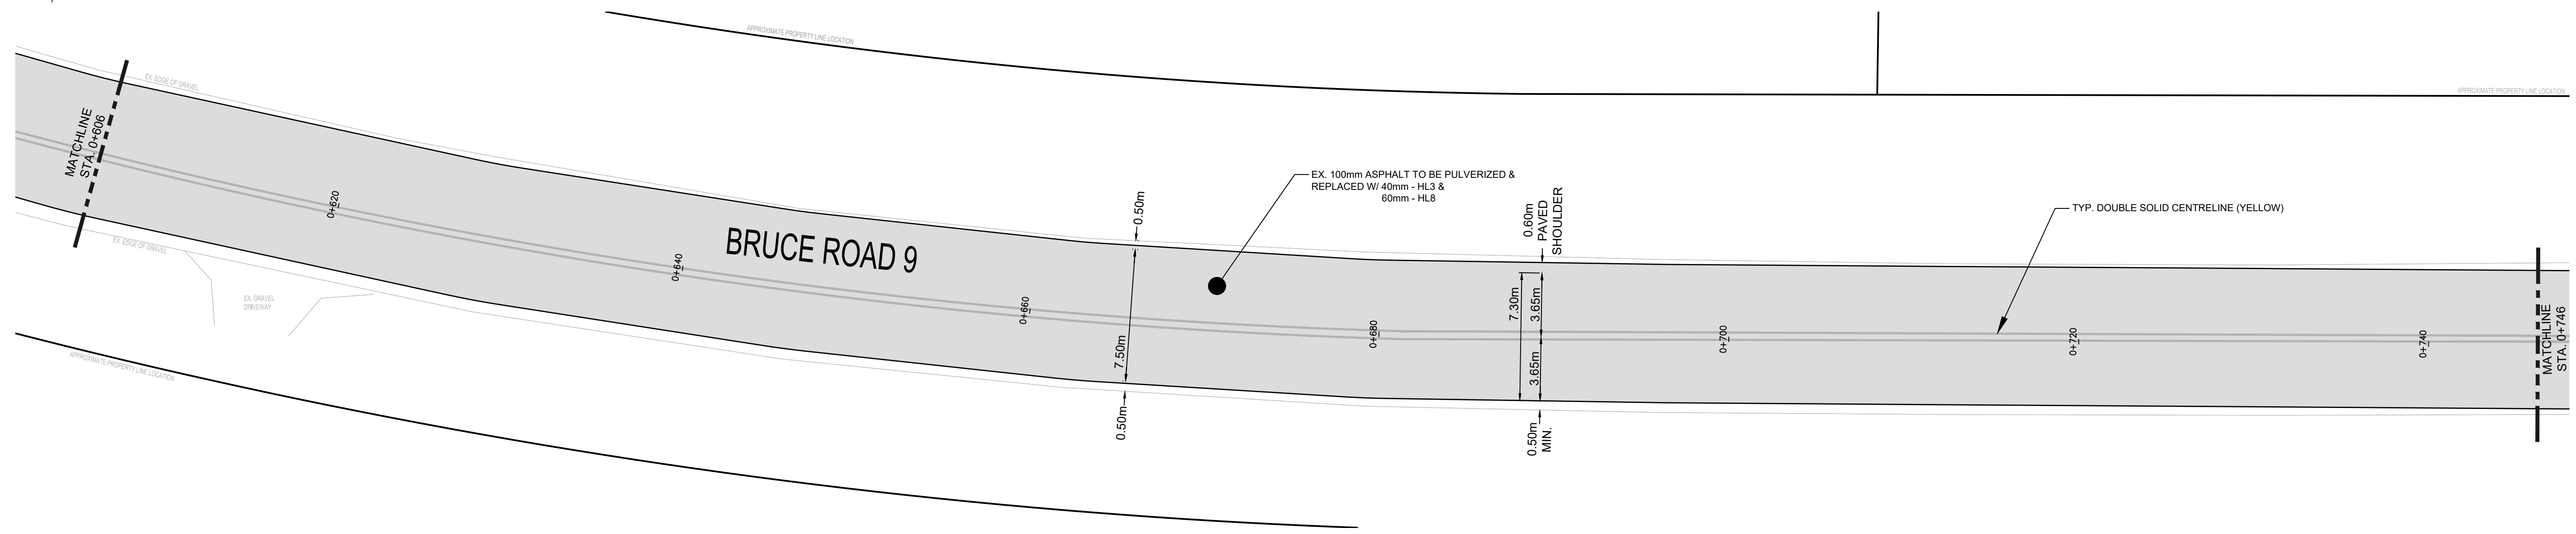 APPROXIMATE PROPERTY LINE LOCATION
APPROXIMATE PROPERTY LINE LOCATION
EX. EDGE OF GRAVEL
MATCHLINE
STA. 0+606
0+620
EX. EDGE OF GRAVEL
EX. GRAVEL
DRIVEWAY
APPROXIMATE PROPERTY LINE LOCATION
0+640
BRUCE ROAD 9
0+660
0.50m
7.50m
0.50m
EX. 100mm ASPHALT TO BE PULVERIZED &
REPLACED W/ 40mm - HL3 &
60mm - HL8
0+680
0.60m
PAVED
SHOULDER
7.30m
3.65m
3.65m
0.50m
MIN.
0+700
TYP. DOUBLE SOLID CENTRELINE (YELLOW)
0+720
0+740
MATCHLINE
STA. 0+746